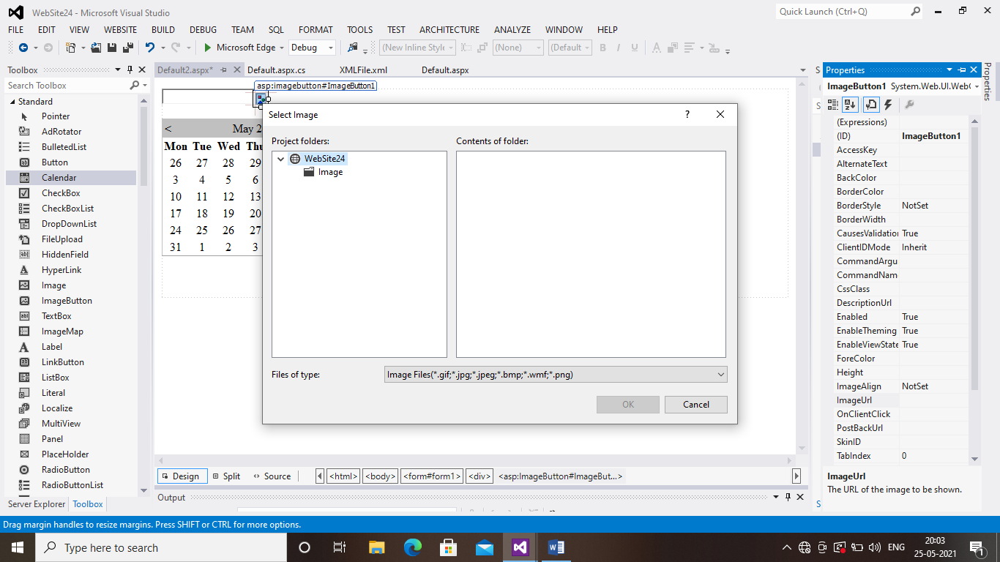 WebSite24 - Microsoft Visual Studio
Quick Launch (Ctrl+Q)
FILE EDIT VIEW WEBSITE BUILD DEBUG TEAM SQL FORMAT TOOLS TEST ARCHITECTURE ANALYZE WINDOW HELP
Microsoft Edge Debug (New Inline Style (None) (Default B I U A
Toolbox
Search Toolbox
Standard
Pointer
AdRotator
BulletedList
Button
Calendar
CheckBox
CheckBoxList
DropDownList
FileUpload
HiddenField
HyperLink
Image
ImageButton
TextBox
ImageMap
Label
LinkButton
ListBox
Literal
Localize
MultiView
Panel
PlaceHolder
RadioButton
RadioButtonList
Server Explorer Toolbox
Default2.aspx* Default.aspx.cs XMLFile.xml Default.aspx
asp:imagebutton#ImageButton1
< May 2
Mon Tue Wed Thu
26 27 28 29
3 4 5 6
10 11 12 13
17 18 19 20
24 25 26 27
31 1 2 3
Select Image ?
Project folders: Contents of folder:
WebSite24
Image
Files of type: Image Files(*.gif;*.jpg;*.jpeg;*.bmp;*.wmf;*.png)
OK Cancel
Design Split Source <html> <body> <form#form1> <div> <asp:ImageButton#ImageBut...>
Output
S
S
S
Properties
ImageButton1 System.Web.UI.WebC
(Expressions)
(ID) ImageButton1
AccessKey
AlternateText
BackColor
BorderColor
BorderStyle NotSet
BorderWidth
CausesValidation True
ClientIDMode Inherit
CommandArgu
CommandNam
CssClass
DescriptionUrl
Enabled True
EnableTheming True
EnableViewState True
ForeColor
Height
ImageAlign NotSet
ImageUrl
OnClientClick
PostBackUrl
SkinID
TabIndex 0
ImageUrl
The URL of the image to be shown.
Properties
Drag margin handles to resize margins. Press SHIFT or CTRL for more options.
Type here to search
ENG 20:03
25-05-2021
1